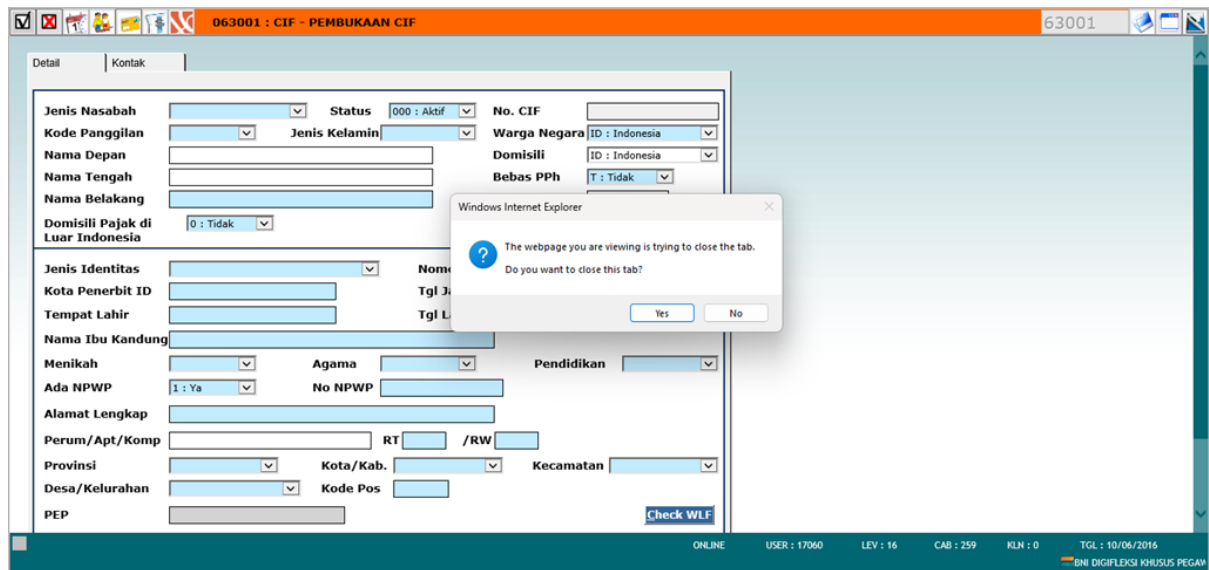 063001 : CIF - PEMBUKAAN CIF
63001
Detail Kontak
Jenis Nasabah Status 000 : Aktif No. CIF
Kode Panggilan Jenis Kelamin Warga Negara ID : Indonesia
Nama Depan Domisili ID : Indonesia
Nama Tengah Bebas PPh T : Tidak
Nama Belakang
Domisili Pajak di 0 : Tidak
Luar Indonesia
Windows Internet Explorer
The webpage you are viewing is trying to close the tab.
Do you want to close this tab?
Yes No
Jenis Identitas
Kota Penerbit ID Tgl
Tempat Lahir Tgl
Nama Ibu Kandung
Menikah Agama Pendidikan
Ada NPWP 1 : Ya No NPWP
Alamat Lengkap
Perum/Apt/Komp RT /RW
Provinsi Kota/Kab. Kecamatan
Desa/Kelurahan Kode Pos
PEP Check WLF
ONLINE USER : 17060 LEV : 16 CAB : 259 KLN : 0 TGL : 10/06/2016
BNI DIGIFLEKSI KHUSUS